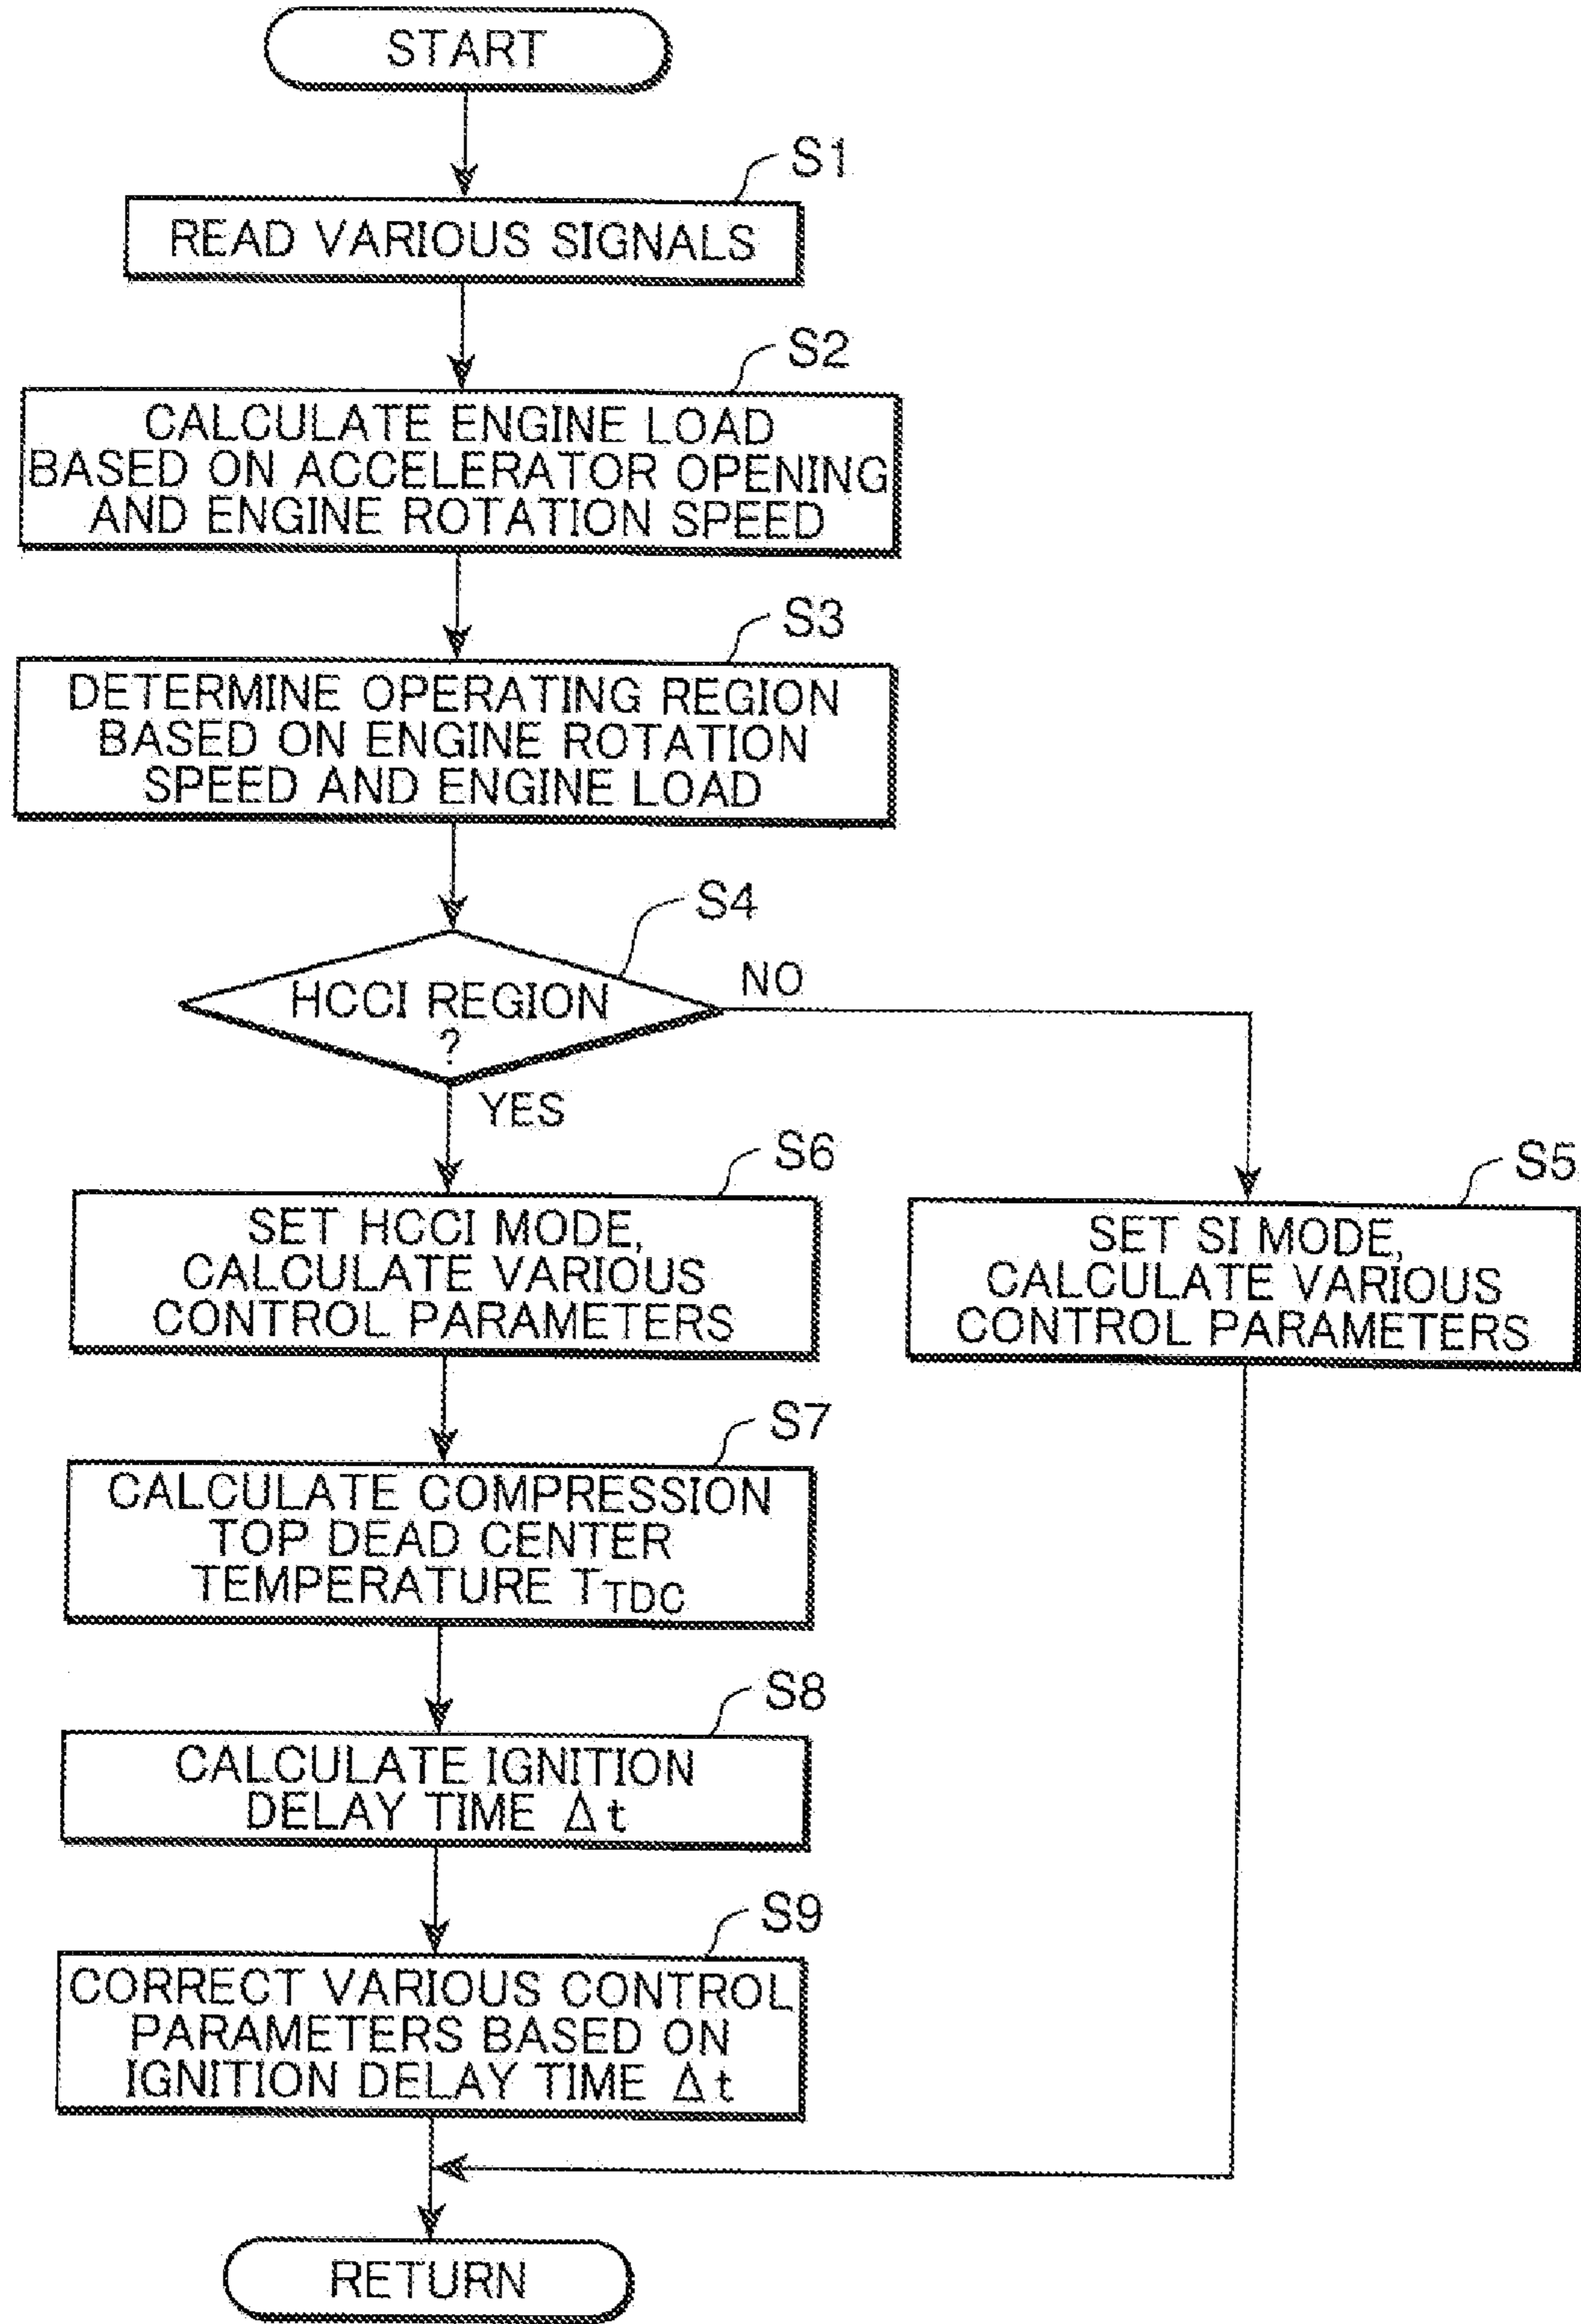 START
S1
READ VARIOUS SIGNALS
S2
CALCULATE ENGINE LOAD
BASED ON ACCELERATOR OPENING
AND ENGINE ROTATION SPEED
S3
DETERMINE OPERATING REGION
BASED ON ENGINE ROTATION
SPEED AND ENGINE LOAD
S4
HCCI REGION
?
NO
YES
S6
SET HCCI MODE,
CALCULATE VARIOUS
CONTROL PARAMETERS
S5
SET SI MODE,
CALCULATE VARIOUS
CONTROL PARAMETERS
S7
CALCULATE COMPRESSION
TOP DEAD CENTER
TEMPERATURE TTDC
S8
CALCULATE IGNITION
DELAY TIME Δt
S9
CORRECT VARIOUS CONTROL
PARAMETERS BASED ON
IGNITION DELAY TIME Δt
RETURN